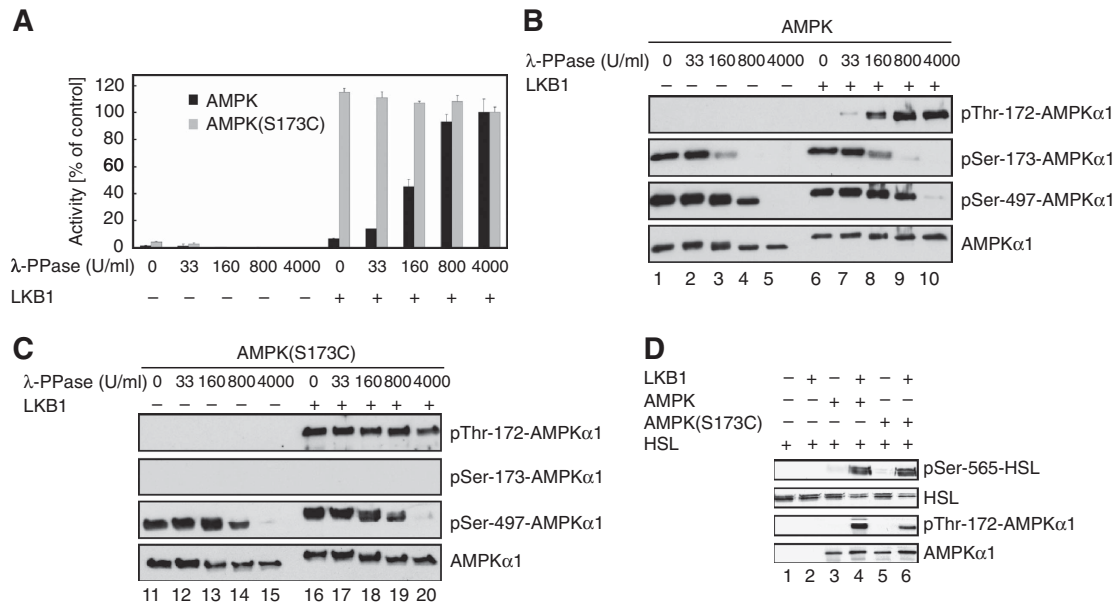 A
Activity [% of control]
120
100
80
60
40
20
0
AMPK
AMPK(S173C)
λ-PPase (U/ml) 0 33 160 800 4000 0 33 160 800 4000
LKB1 – – – – – + + + + +
B
AMPK
λ-PPase (U/ml) 0 33 160 800 4000 0 33 160 800 4000
LKB1 – – – – – + + + + +
pThr-172-AMPKα1
pSer-173-AMPKα1
pSer-497-AMPKα1
AMPKα1
1 2 3 4 5 6 7 8 9 10
C
AMPK(S173C)
λ-PPase (U/ml) 0 33 160 800 4000 0 33 160 800 4000
LKB1 – – – – – + + + + +
pThr-172-AMPKα1
pSer-173-AMPKα1
pSer-497-AMPKα1
AMPKα1
11 12 13 14 15 16 17 18 19 20
D
LKB1 – + – + – +
AMPK – – + + – –
AMPK(S173C) – – – – + +
HSL + + + + + +
pSer-565-HSL
HSL
pThr-172-AMPKα1
AMPKα1
1 2 3 4 5 6